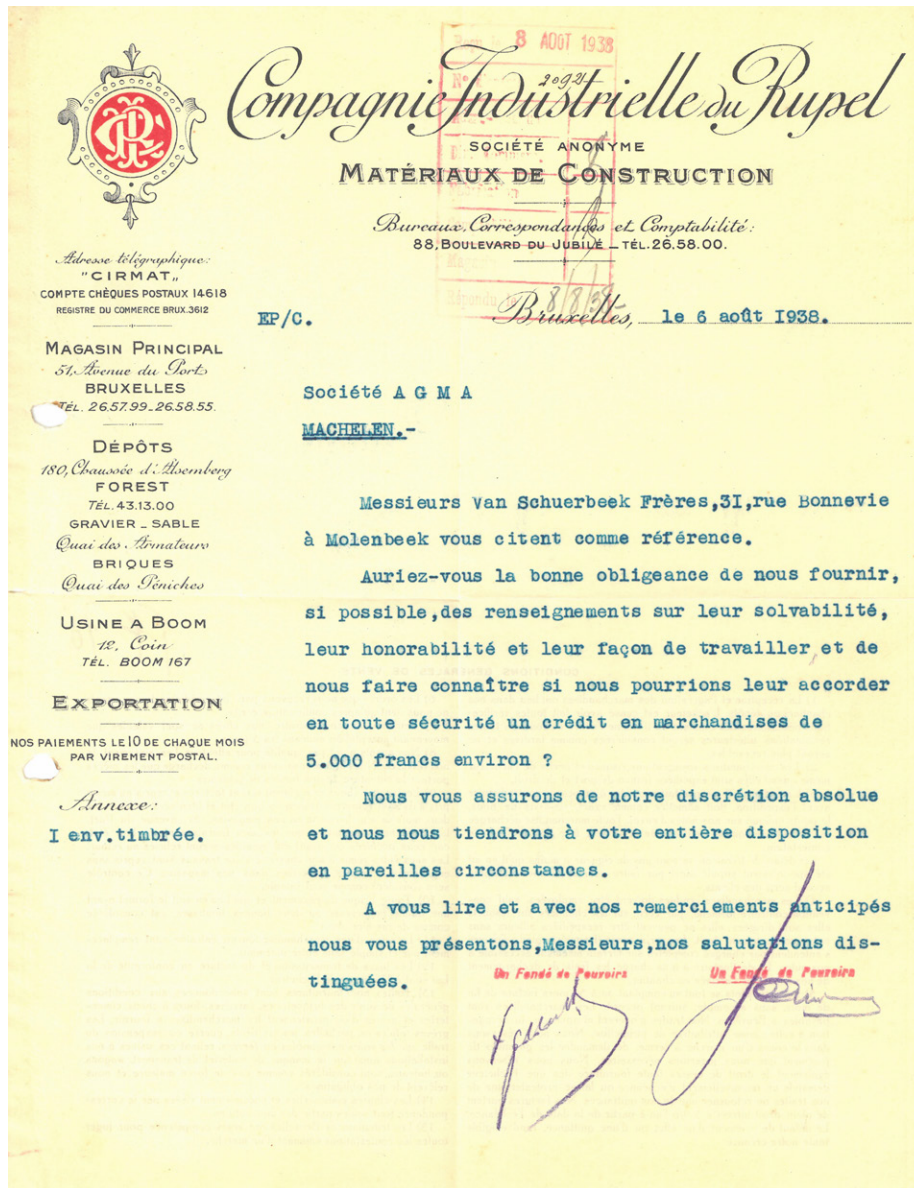 8 AOÛT 1938
Compagnie Industrielle du Rupel
SOCIÉTÉ ANONYME
MATÉRIAUX DE CONSTRUCTION
Bureaux, Correspondances et Comptabilité:
88, BOULEVARD DU JUBILÉ _ TÉL. 26.58.00.
Répondu le 8/8/38
Bruxelles, le 6 août I938.
EP/C.
Adresse télégraphique:
"CIRMAT„
COMPTE CHÈQUES POSTAUX 14618
REGISTRE DU COMMERCE BRUX. 3612
MAGASIN PRINCIPAL
51, Avenue du Port
BRUXELLES
TÉL. 26.57.99_26.58.55.
DÉPÔTS
180, Chaussée d'Alsemberg
FOREST
TÉL. 43.13.00
GRAVIER _ SABLE
Quai des Armateurs
BRIQUES
Quai des Péniches
USINE A BOOM
12, Coin
TÉL. BOOM 167
EXPORTATION
NOS PAIEMENTS LE 10 DE CHAQUE MOIS
PAR VIREMENT POSTAL.
Annexe:
I env.timbrée.
Société A G M A
MACHELEN.-
Messieurs Van Schuerbeek Frères,3I,rue Bonnevie
à Molenbeek vous citent comme référence.
Auriez-vous la bonne obligeance de nous fournir,
si possible,des renseignements sur leur solvabilité,
leur honorabilité et leur façon de travailler et de
nous faire connaître si nous pourrions leur accorder
en toute sécurité un crédit en marchandises de
5.000 francs environ ?
Nous vous assurons de notre discrétion absolue
et nous nous tiendrons à votre entière disposition
en pareilles circonstances.
A vous lire et avec nos remerciements anticipés
nous vous présentons,Messieurs,nos salutations dis-
tinguées.
Un Fondé de Pouvoirs
Un Fondé de Pouvoirs